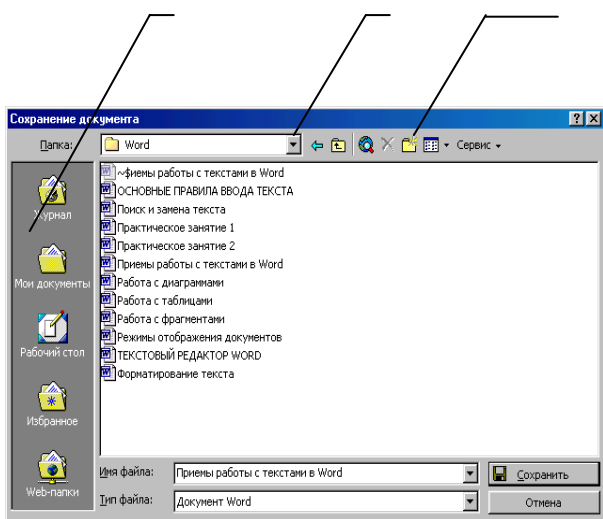 Сохранение документа
Папка: Word Сервис
~$иемы работы с текстами в Word
ОСНОВНЫЕ ПРАВИЛА ВВОДА ТЕКСТА
Поиск и замена текста
Практическое занятие 1
Практическое занятие 2
Приемы работы с текстами в Word
Работа с диаграммами
Работа с таблицами
Работа с фрагментами
Режимы отображения документов
ТЕКСТОВЫЙ РЕДАКТОР WORD
Форматирование текста
Журнал
Мои документы
Рабочий стол
Избранное
Web-папки
Имя файла: Приемы работы с текстами в Word Сохранить
Тип файла: Документ Word Отмена